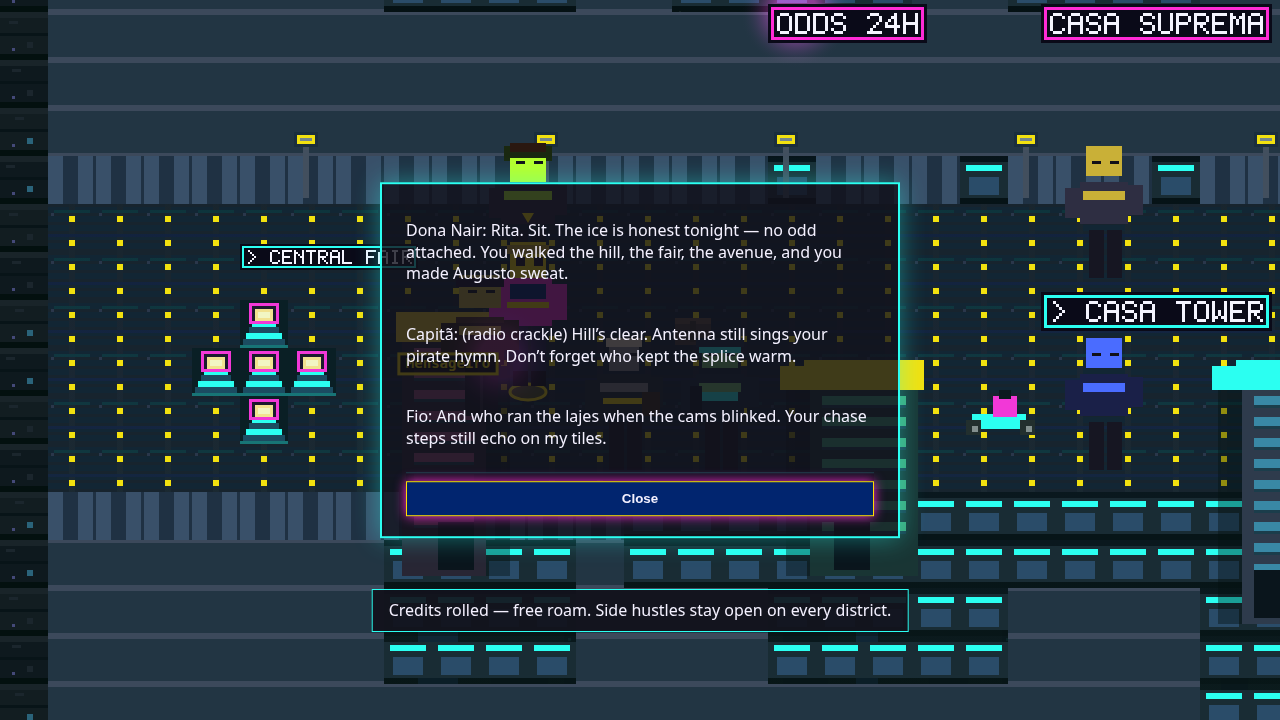 ODDS 24H
CASA SUPREMA
> CENTRAL FAIR
> CASA TOWER
Dona Nair: Rita. Sit. The ice is honest tonight — no odd
attached. You walked the hill, the fair, the avenue, and you
made Augusto sweat.
Capitã: (radio crackle) Hill’s clear. Antenna still sings your
pirate hymn. Don’t forget who kept the splice warm.
Mensageiro
Fio: And who ran the lajes when the cams blinked. Your chase
steps still echo on my tiles.
Close
Credits rolled — free roam. Side hustles stay open on every district.